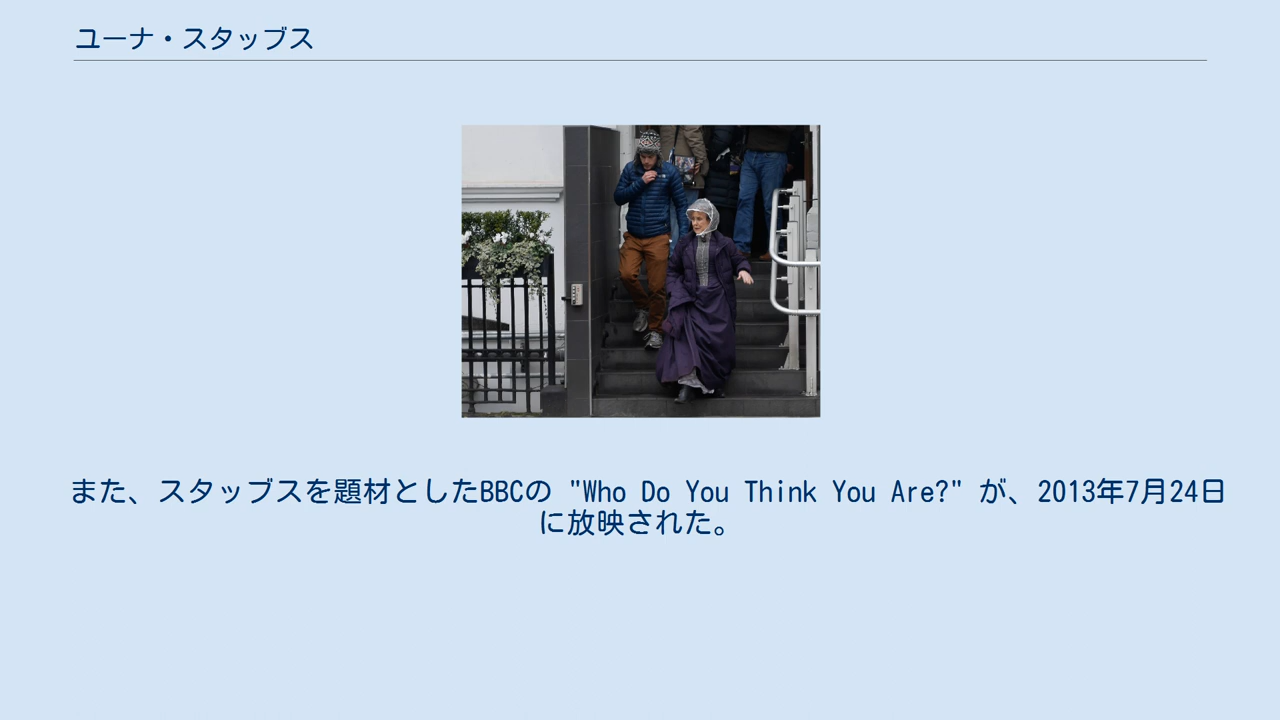 ユーナ・スタッブス
また、スタッブスを題材としたBBCの "Who Do You Think You Are?" が、2013年7月24日
に放映された。